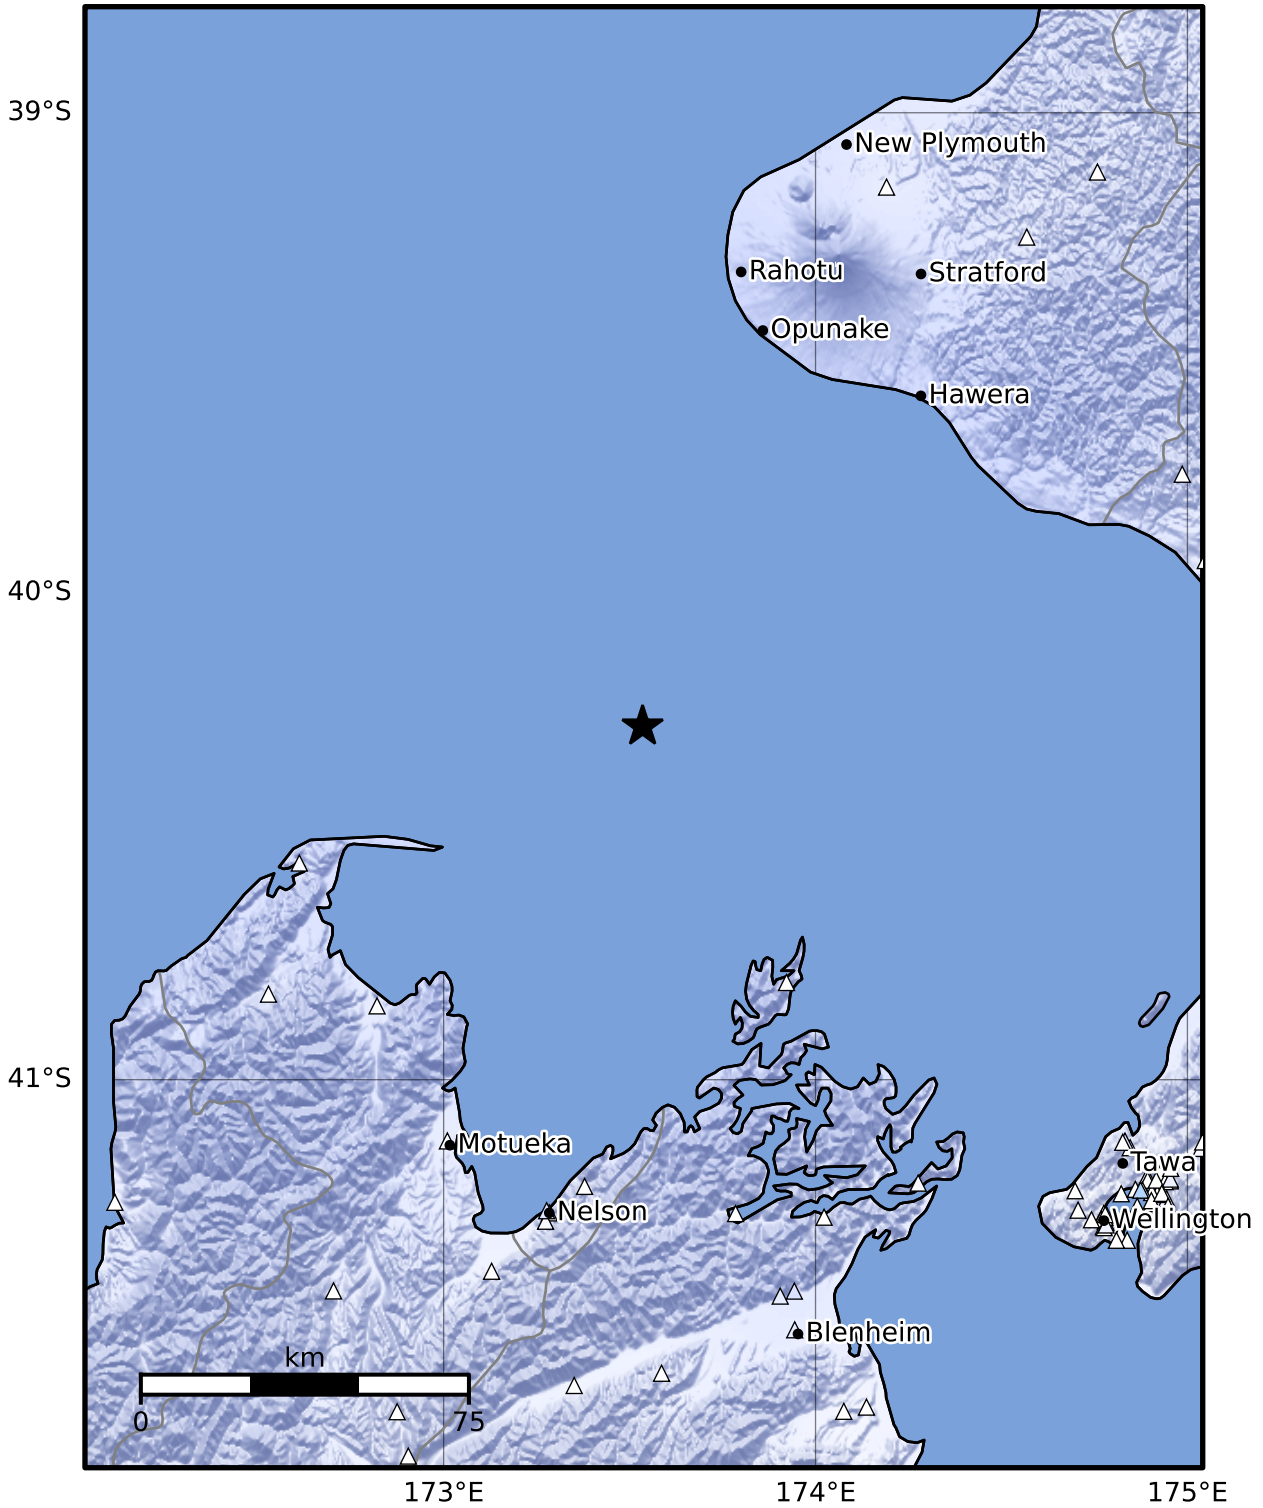 39°S
New Plymouth
Rahotu
Stratford
Opunake
Hawera
40°S
41°S
Motueka
Tawa
Nelson
Wellington
Blenheim
km
0
75
173°E
174°E
175°E